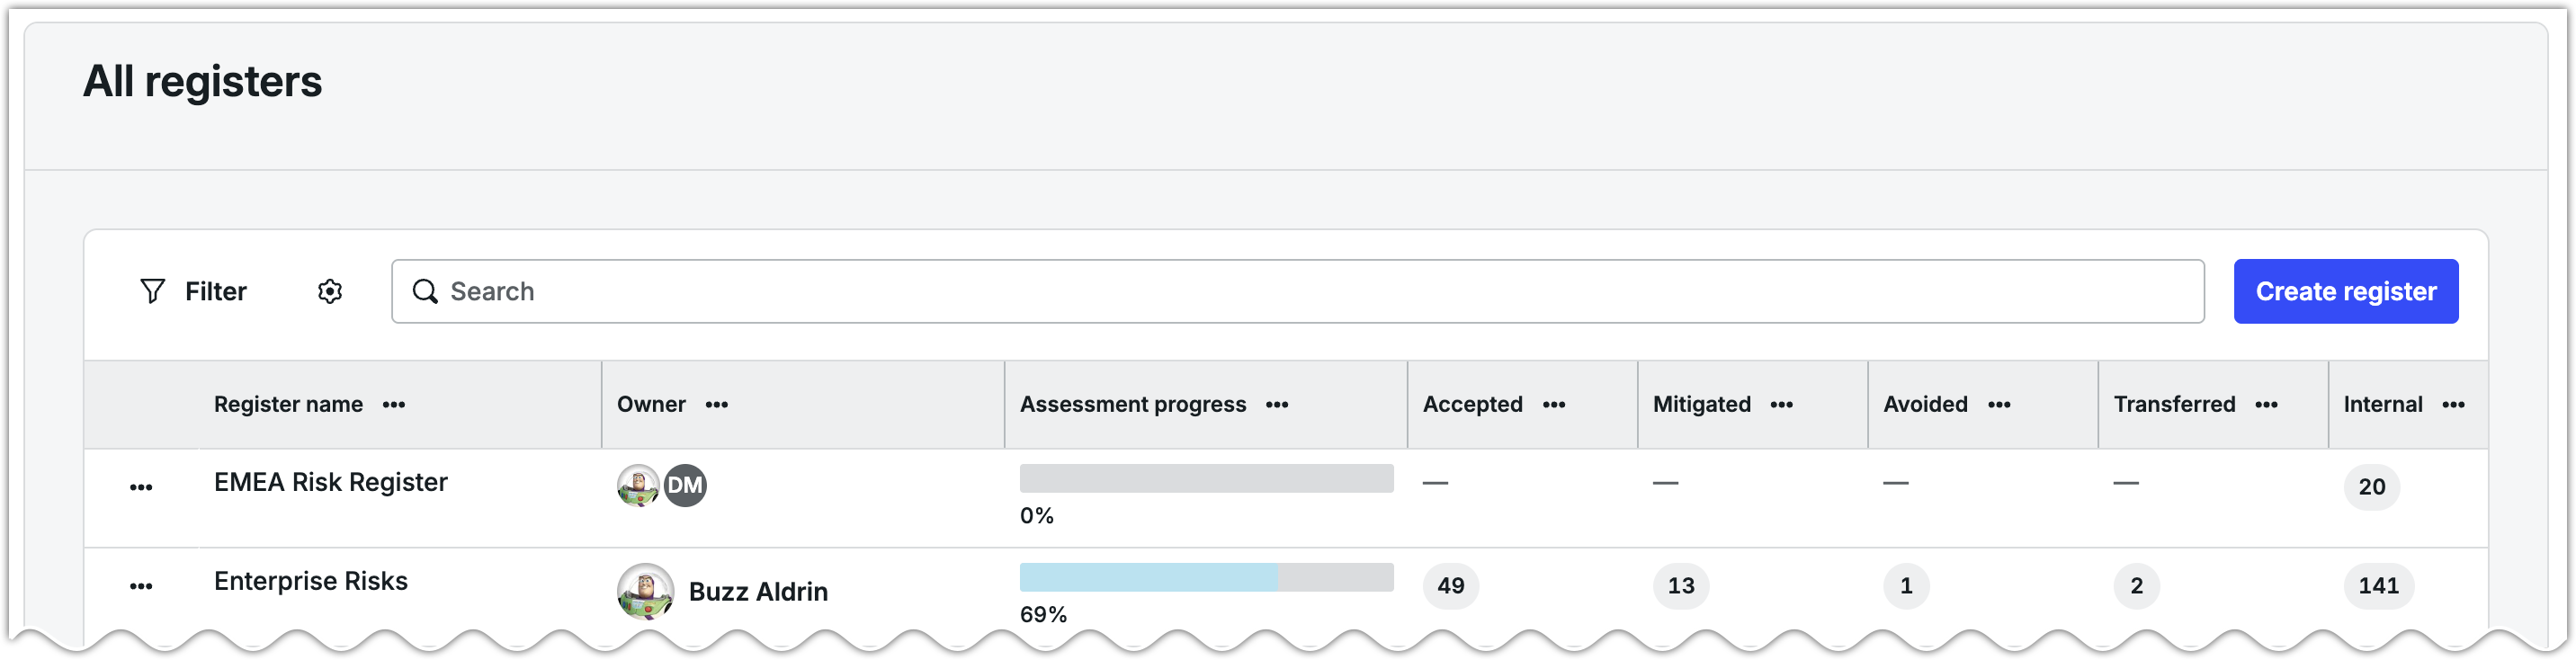 All registers
Filter Search Create register
Register name ••• Owner ••• Assessment progress ••• Accepted ••• Mitigated ••• Avoided ••• Transferred ••• Internal •••
••• EMEA Risk Register DM — — — — 20
0%
••• Enterprise Risks Buzz Aldrin 49 13 1 2 141
69%